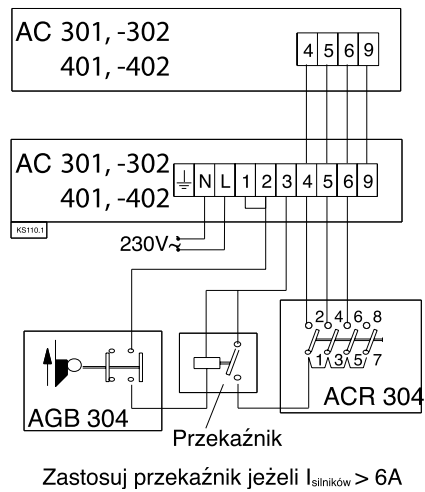 AC 301, -302
401, -402
4 5 6 9
AC 301, -302
401, -402
N L 1 2 3 4 5 6 9
KS110.1
230V~
2 4 6 8
1 3 5 7
AGB 304
ACR 304
Przekaźnik
Zastosuj przekaźnik jeżeli Isilników > 6A